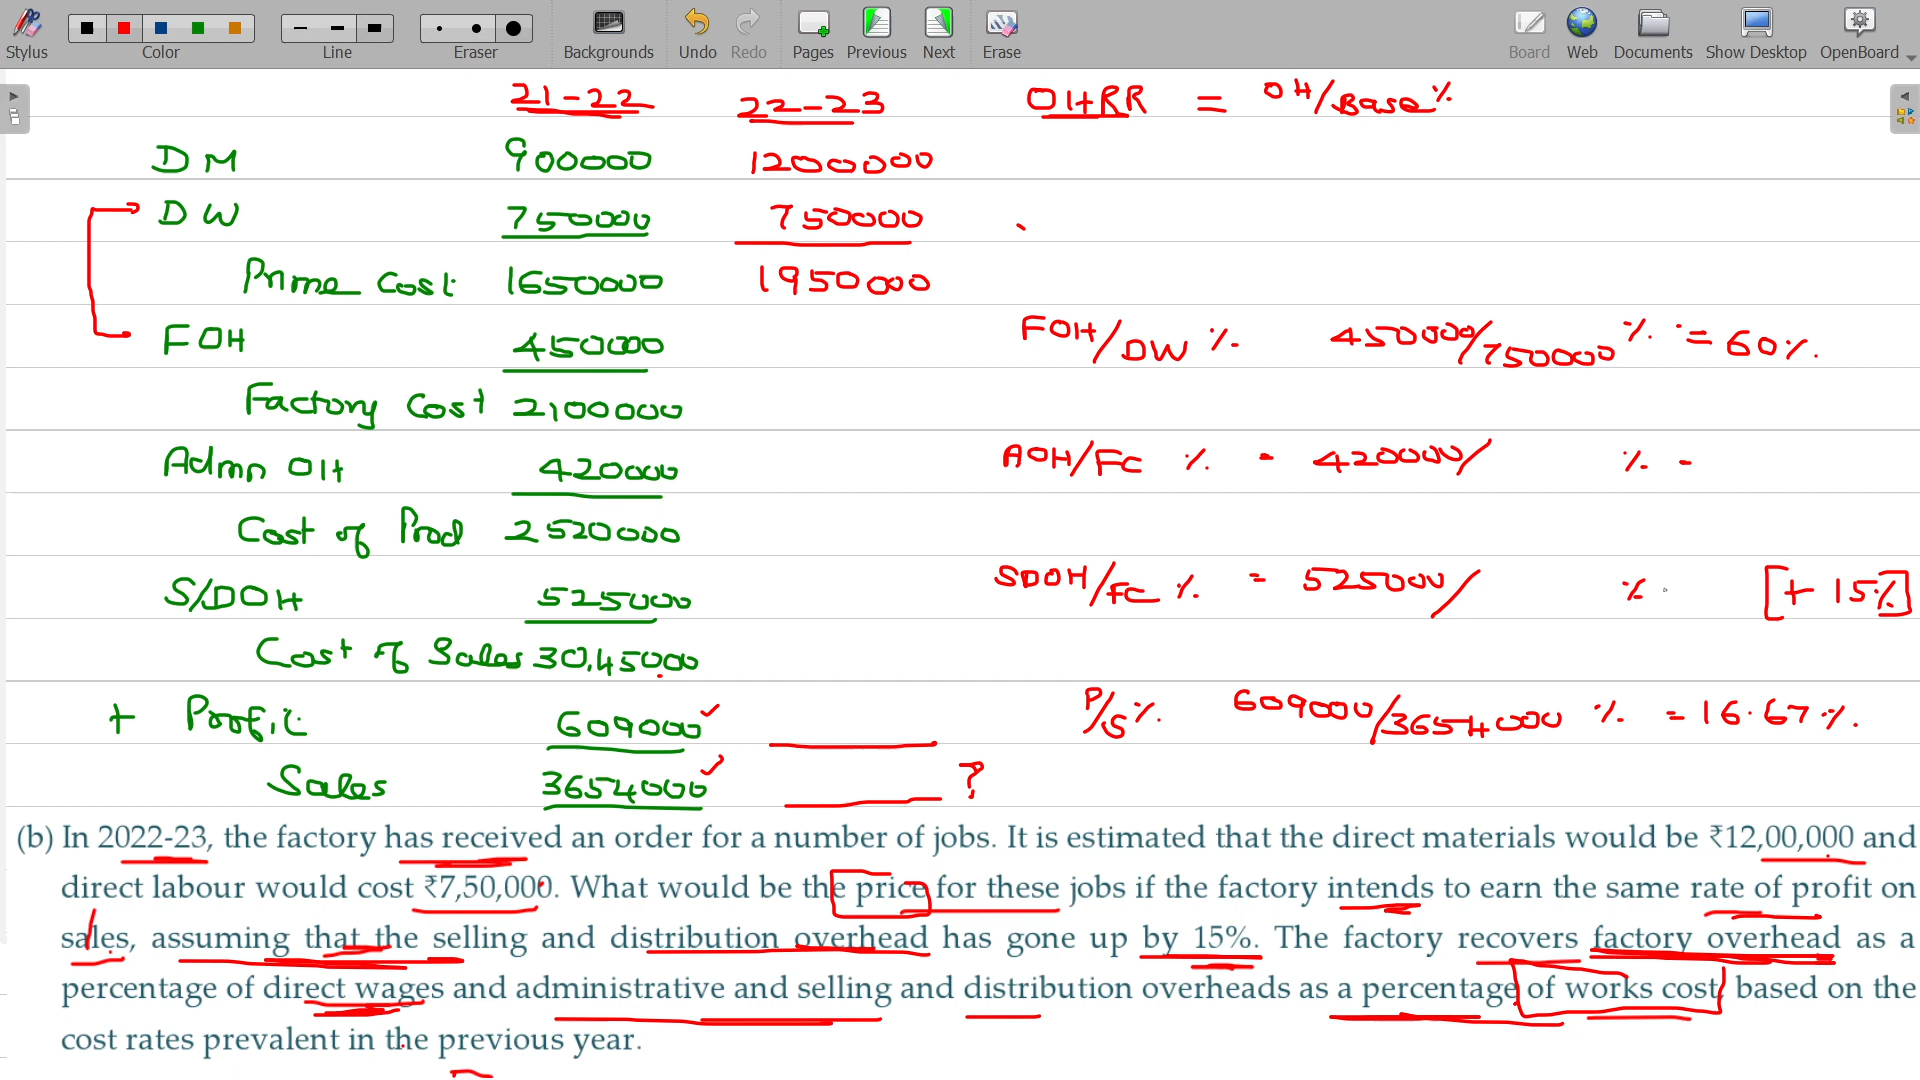 Stylus Color Line Eraser Backgrounds Undo Redo Pages Previous Next Erase Board Web Documents Show Desktop OpenBoard
21-22 22-23 OHRR = OH/Base %
DM 900000 1200000
DW 750000 750000
Prime Cost 1650000 1950000
FOH 450000 FOH/DW % 450000/750000 % = 60%.
Factory Cost 2100000
Admn OH 420000 AOH/FC % = 420000/ % =
Cost of Prod 2520000
S/DOH 525000 SDOH/FC % = 525000/ % [+ 15%]
Cost of Sales 30,45000
+ Profit 609000 P/S %. 609000/3654000 % = 16.67%.
Sales 3654000 ?
(b) In 2022-23, the factory has received an order for a number of jobs. It is estimated that the direct materials would be ₹12,00,000 and
direct labour would cost ₹7,50,000. What would be the price for these jobs if the factory intends to earn the same rate of profit on
sales, assuming that the selling and distribution overhead has gone up by 15%. The factory recovers factory overhead as a
percentage of direct wages and administrative and selling and distribution overheads as a percentage of works cost, based on the
cost rates prevalent in the previous year.